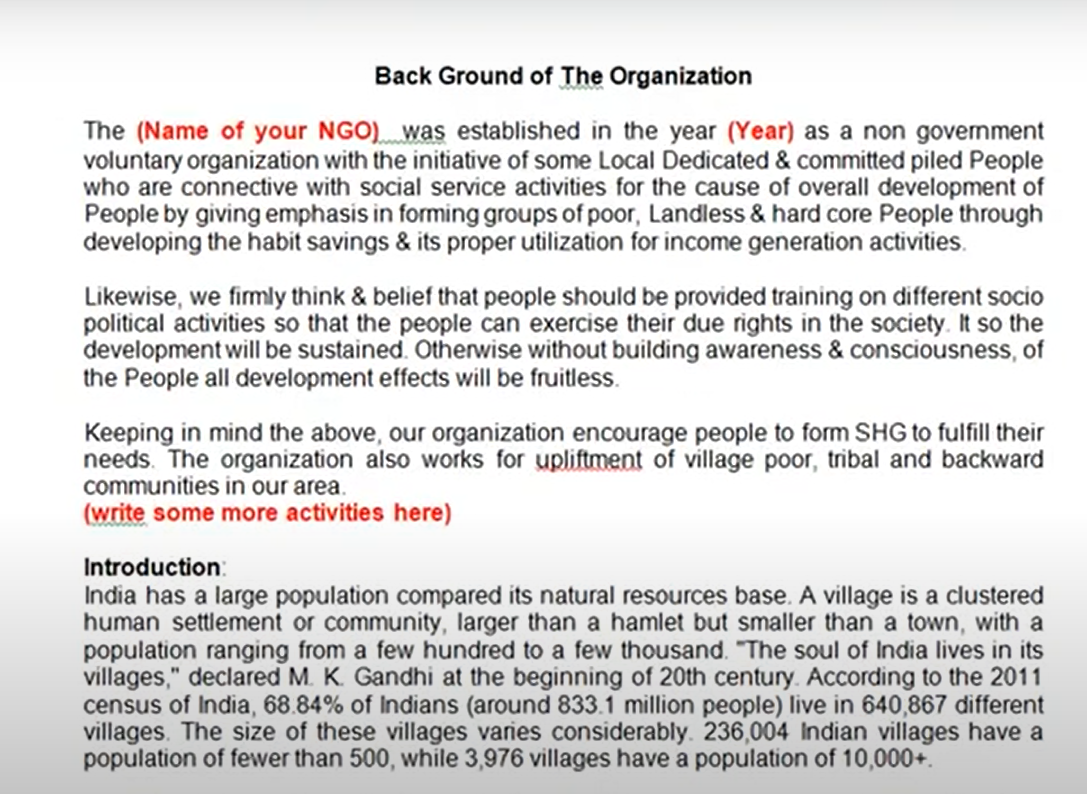 Back Ground of The Organization
The (Name of your NGO) was established in the year (Year) as a non government
voluntary organization with the initiative of some Local Dedicated & committed piled People
who are connective with social service activities for the cause of overall development of
People by giving emphasis in forming groups of poor, Landless & hard core People through
developing the habit savings & its proper utilization for income generation activities.
Likewise, we firmly think & belief that people should be provided training on different socio
political activities so that the people can exercise their due rights in the society. It so the
development will be sustained. Otherwise without building awareness & consciousness, of
the People all development effects will be fruitless.
Keeping in mind the above, our organization encourage people to form SHG to fulfill their
needs. The organization also works for upliftment of village poor, tribal and backward
communities in our area.
(write some more activities here)
Introduction:
India has a large population compared its natural resources base. A village is a clustered
human settlement or community, larger than a hamlet but smaller than a town, with a
population ranging from a few hundred to a few thousand. "The soul of India lives in its
villages," declared M. K. Gandhi at the beginning of 20th century. According to the 2011
census of India, 68.84% of Indians (around 833.1 million people) live in 640,867 different
villages. The size of these villages varies considerably. 236,004 Indian villages have a
population of fewer than 500, while 3,976 villages have a population of 10,000+.